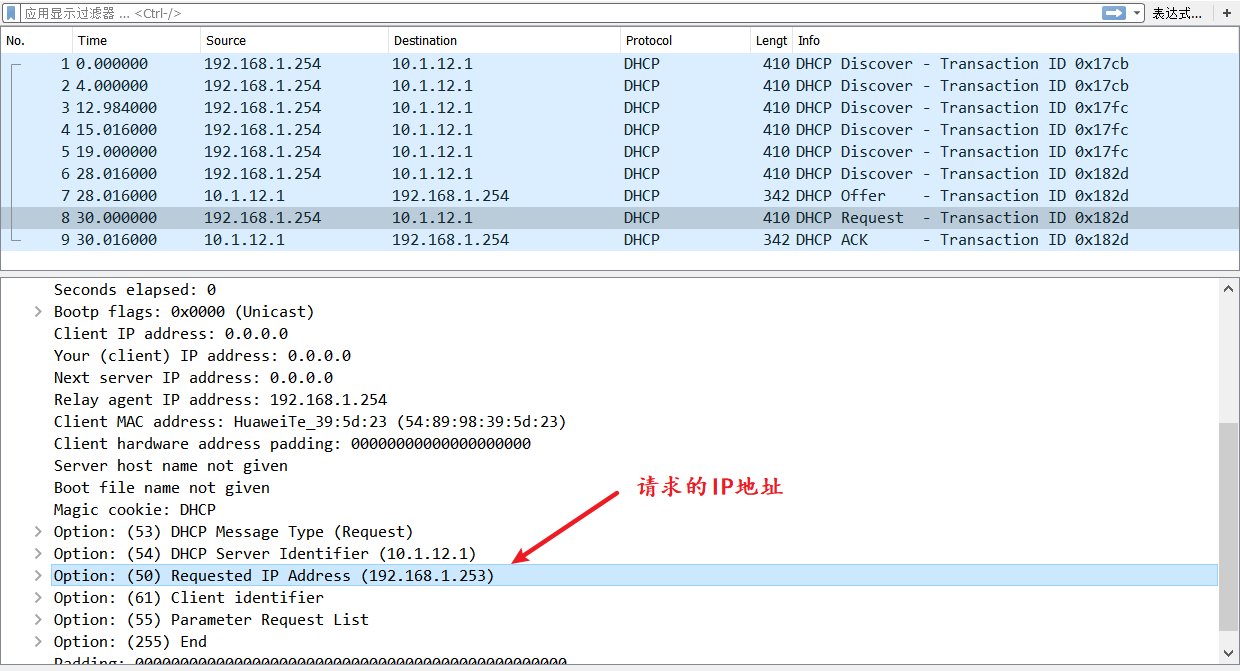 应用显示过滤器 … <Ctrl-/> 表达式… +
No. Time Source Destination Protocol Lengt Info
1 0.000000 192.168.1.254 10.1.12.1 DHCP 410 DHCP Discover - Transaction ID 0x17cb
2 4.000000 192.168.1.254 10.1.12.1 DHCP 410 DHCP Discover - Transaction ID 0x17cb
3 12.984000 192.168.1.254 10.1.12.1 DHCP 410 DHCP Discover - Transaction ID 0x17fc
4 15.016000 192.168.1.254 10.1.12.1 DHCP 410 DHCP Discover - Transaction ID 0x17fc
5 19.000000 192.168.1.254 10.1.12.1 DHCP 410 DHCP Discover - Transaction ID 0x17fc
6 28.016000 192.168.1.254 10.1.12.1 DHCP 410 DHCP Discover - Transaction ID 0x182d
7 28.016000 10.1.12.1 192.168.1.254 DHCP 342 DHCP Offer - Transaction ID 0x182d
8 30.000000 192.168.1.254 10.1.12.1 DHCP 410 DHCP Request - Transaction ID 0x182d
9 30.016000 10.1.12.1 192.168.1.254 DHCP 342 DHCP ACK - Transaction ID 0x182d
Seconds elapsed: 0
Bootp flags: 0x0000 (Unicast)
Client IP address: 0.0.0.0
Your (client) IP address: 0.0.0.0
Next server IP address: 0.0.0.0
Relay agent IP address: 192.168.1.254
Client MAC address: HuaweiTe_39:5d:23 (54:89:98:39:5d:23)
Client hardware address padding: 00000000000000000000
Server host name not given
请求的IP地址
Boot file name not given
Magic cookie: DHCP
Option: (53) DHCP Message Type (Request)
Option: (54) DHCP Server Identifier (10.1.12.1)
Option: (50) Requested IP Address (192.168.1.253)
Option: (61) Client identifier
Option: (55) Parameter Request List
Option: (255) End
Padding: